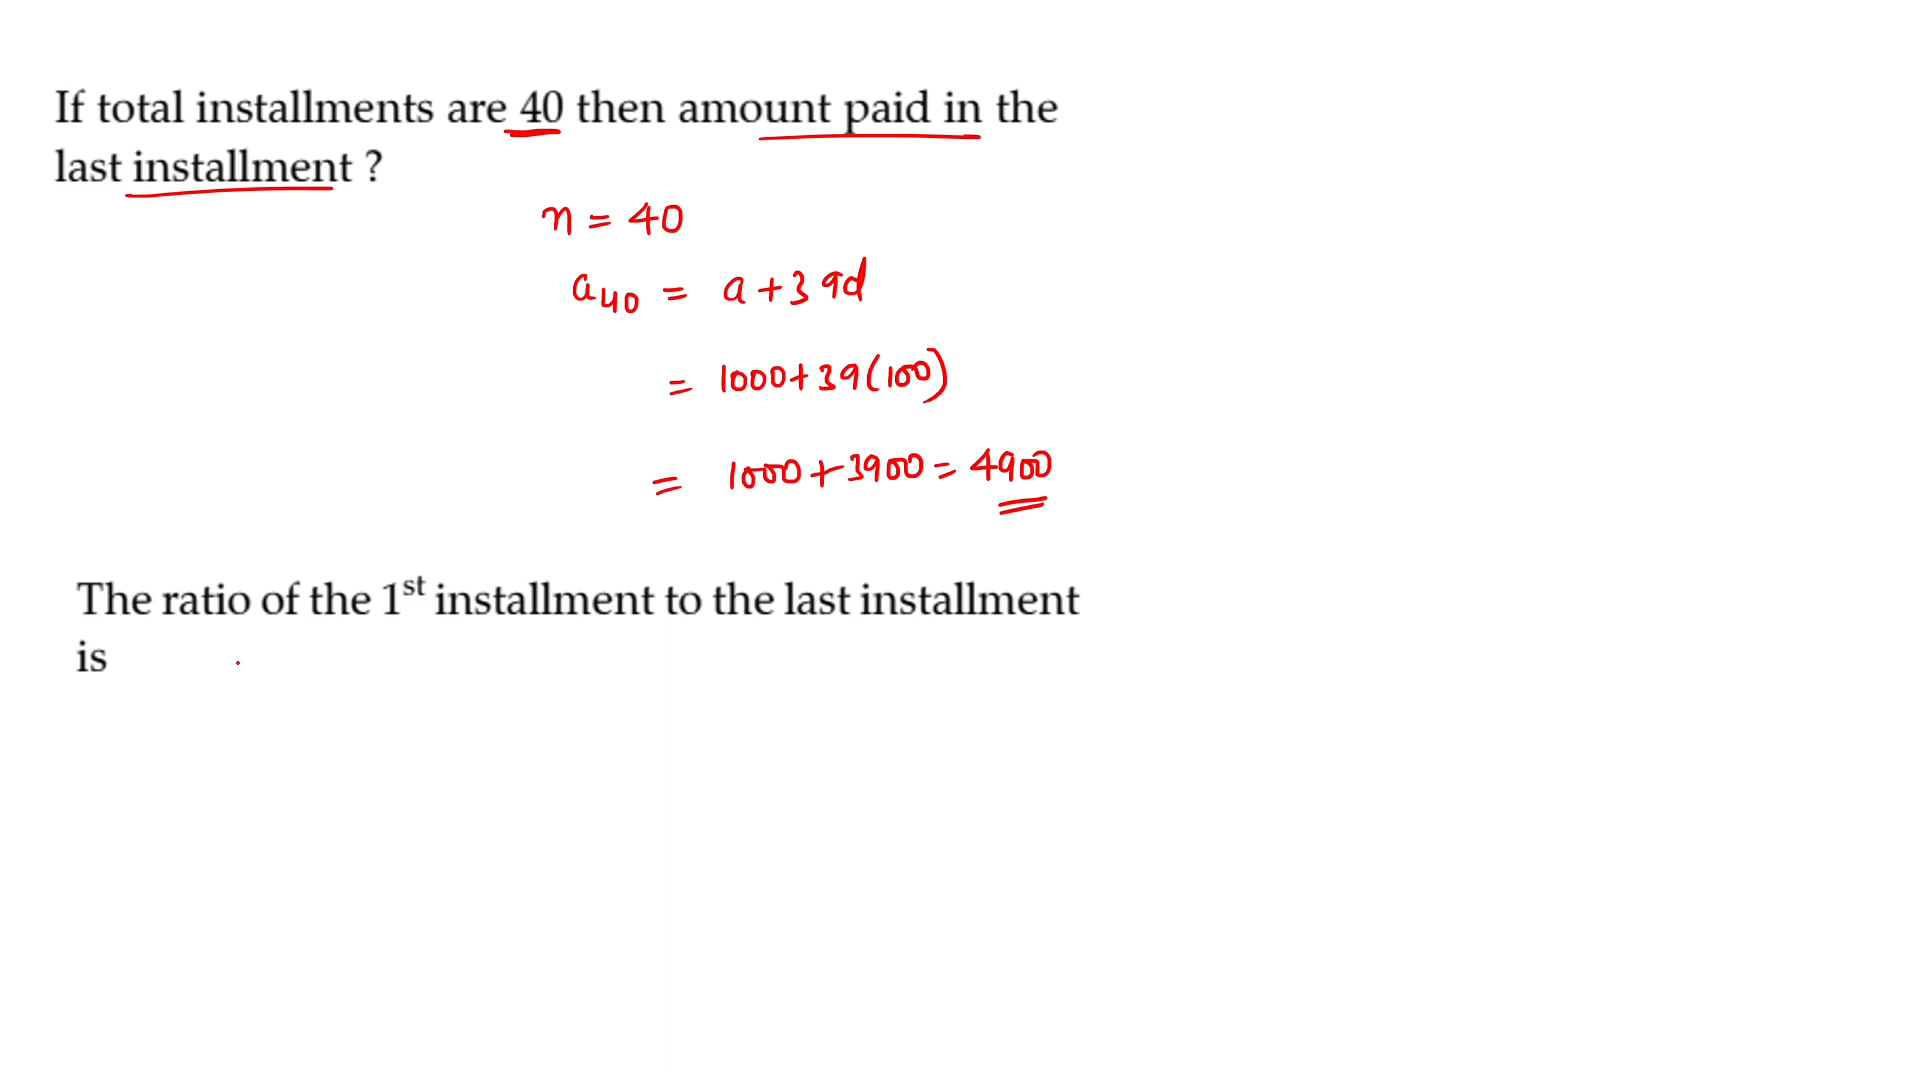 If total installments are 40 then amount paid in the
last installment ?
n = 40
a40 = a + 39d
= 1000 + 39(100)
= 1000 + 3900 = 4900
The ratio of the 1st installment to the last installment
is